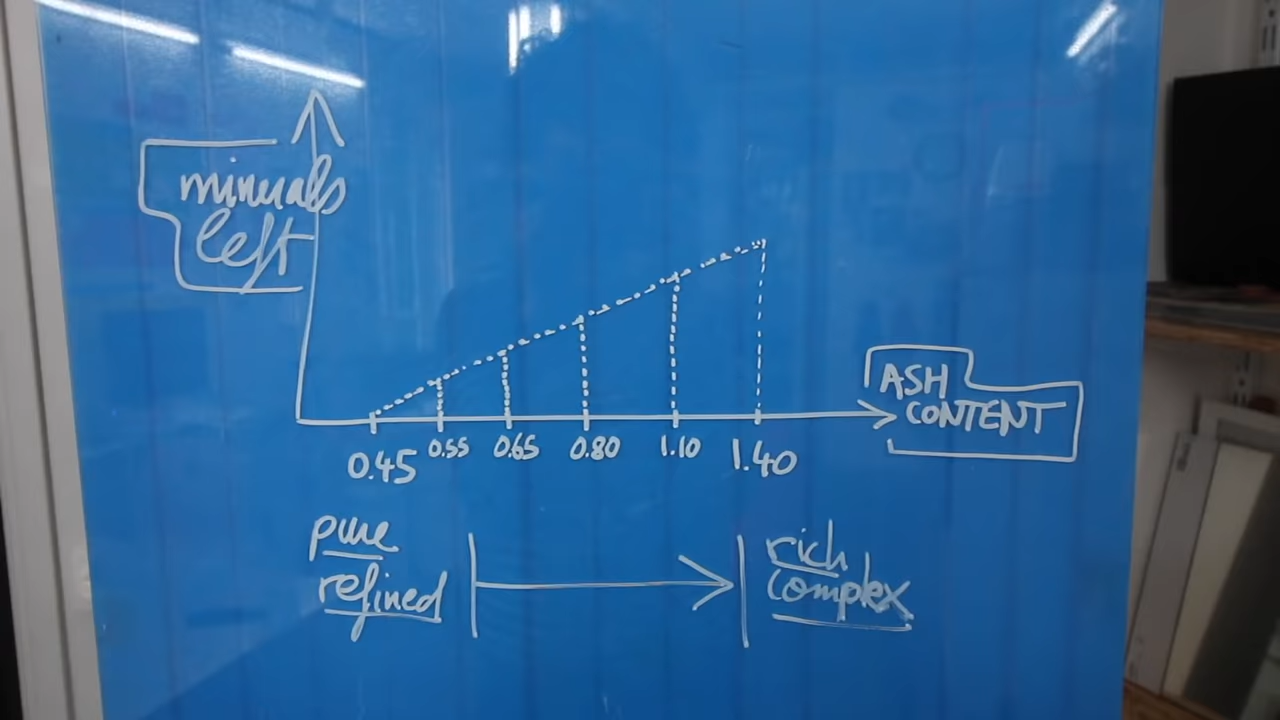 minerals
left
ASH
CONTENT
0.45 0.55 0.65 0.80 1.10 1.40
pure
refined
rich
complex